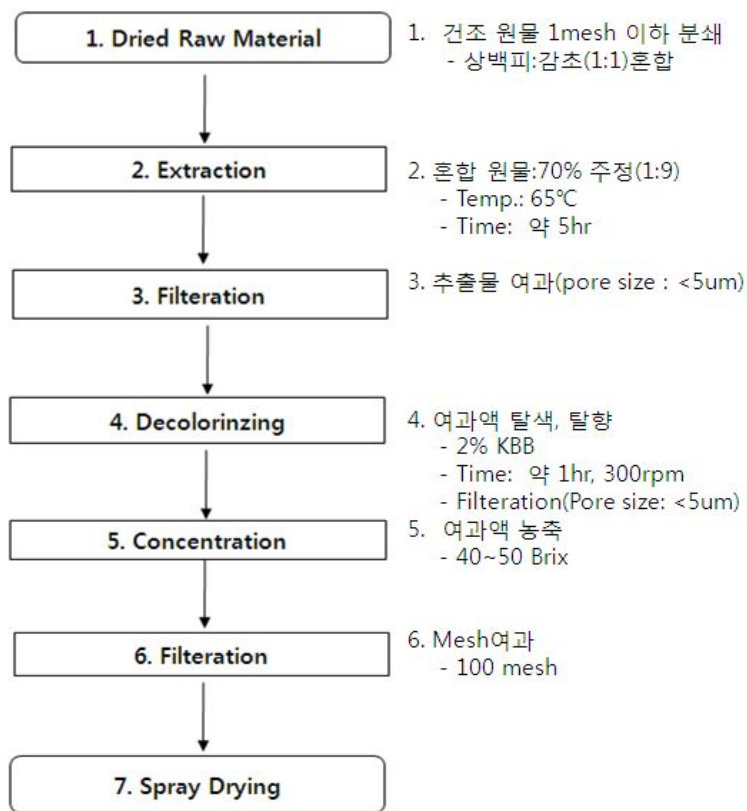 1. Dried Raw Material
1. 건조 원물 1mesh 이하 분쇄
- 상백피:감초(1:1)혼합
2. Extraction
2. 혼합 원물:70% 주정(1:9)
- Temp.: 65℃
- Time: 약 5hr
3. Filteration
3. 추출물 여과(pore size : <5um)
4. Decolorinzing
4. 여과액 탈색, 탈향
- 2% KBB
- Time: 약 1hr, 300rpm
- Filteration(Pore size: <5um)
5. Concentration
5. 여과액 농축
- 40~50 Brix
6. Filteration
6. Mesh여과
- 100 mesh
7. Spray Drying